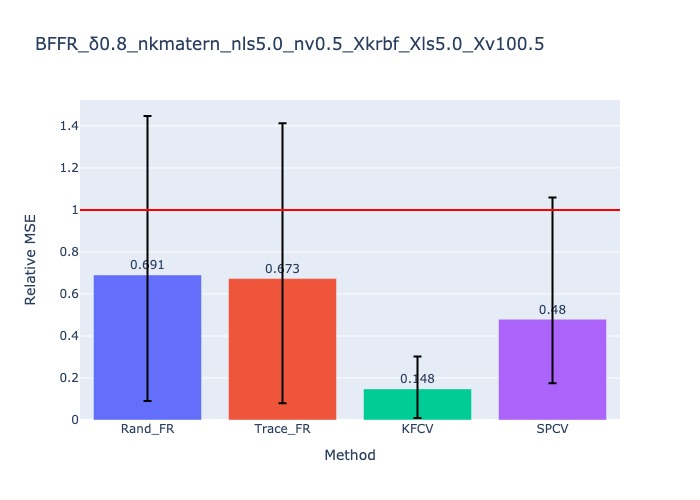 BFFR_δ0.8_nkmatern_nls5.0_nv0.5_Xkrbf_Xls5.0_Xv100.5
1.4
1.2
1
0.8
0.6
0.4
0.2
0
Relative MSE
0.691
0.673
0.148
0.48
Rand_FR
Trace_FR
KFCV
SPCV
Method